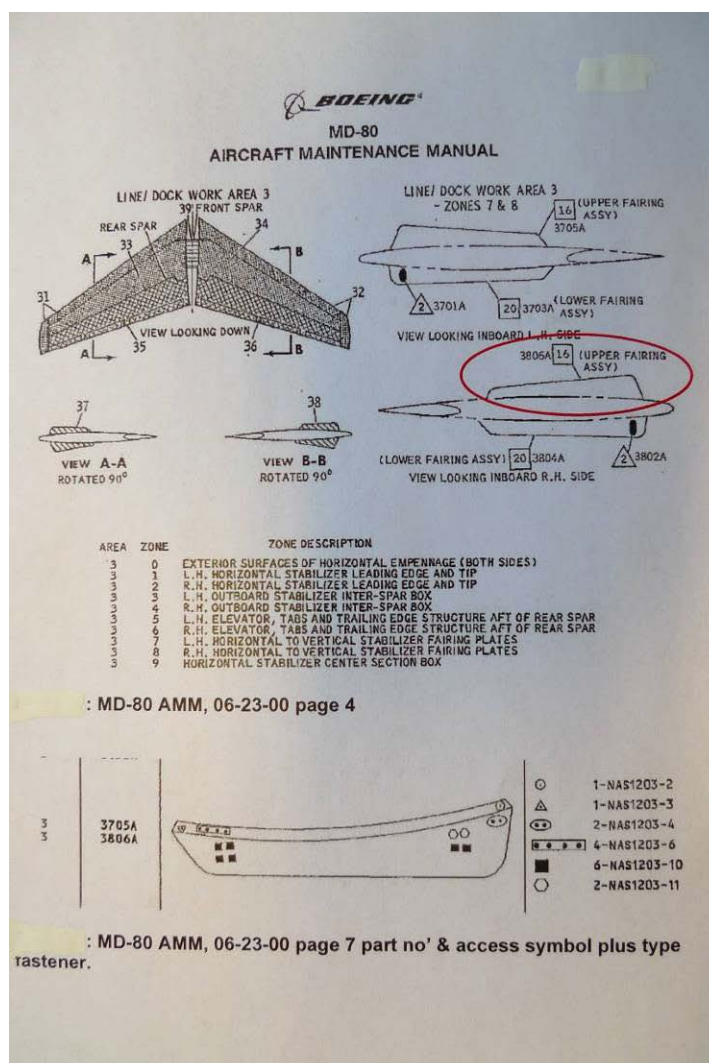 BOEING
MD-80
AIRCRAFT MAINTENANCE MANUAL
LINE/ DOCK WORK AREA 3
39 FRONT SPAR
34
REAR SPAR
33
A
B
31
32
VIEW LOOKING DOWN
35
36
A
B
LINE/ DOCK WORK AREA 3
- ZONES 7 & 8
16 (UPPER FAIRING
ASSY)
3705A
2 3701A
20 3703A (LOWER FAIRING
ASSY)
VIEW LOOKING INBOARD L.H. SIDE
3806A 16 (UPPER FAIRING
ASSY)
(LOWER FAIRING ASSY) 20 3804A
2 3802A
VIEW LOOKING INBOARD R.H. SIDE
37
VIEW A-A
ROTATED 90°
38
VIEW B-B
ROTATED 90°
AREA ZONE ZONE DESCRIPTION
3 0 EXTERIOR SURFACES OF HORIZONTAL EMPENNAGE (BOTH SIDES)
3 1 L.H. HORIZONTAL STABILIZER LEADING EDGE AND TIP
3 2 R.H. HORIZONTAL STABILIZER LEADING EDGE AND TIP
3 3 L.H. OUTBOARD STABILIZER INTER-SPAR BOX
3 4 R.H. OUTBOARD STABILIZER INTER-SPAR BOX
3 5 L.H. ELEVATOR, TABS AND TRAILING EDGE STRUCTURE AFT OF REAR SPAR
3 6 R.H. ELEVATOR, TABS AND TRAILING EDGE STRUCTURE AFT OF REAR SPAR
3 7 L.H. HORIZONTAL TO VERTICAL STABILIZER FAIRING PLATES
3 8 R.H. HORIZONTAL TO VERTICAL STABILIZER FAIRING PLATES
3 9 HORIZONTAL STABILIZER CENTER SECTION BOX
: MD-80 AMM, 06-23-00 page 4
3 3705A
3 3806A
1-NAS1203-2
1-NAS1203-3
2-NAS1203-4
4-NAS1203-6
6-NAS1203-10
2-NAS1203-11
: MD-80 AMM, 06-23-00 page 7 part no' & access symbol plus type
fastener.